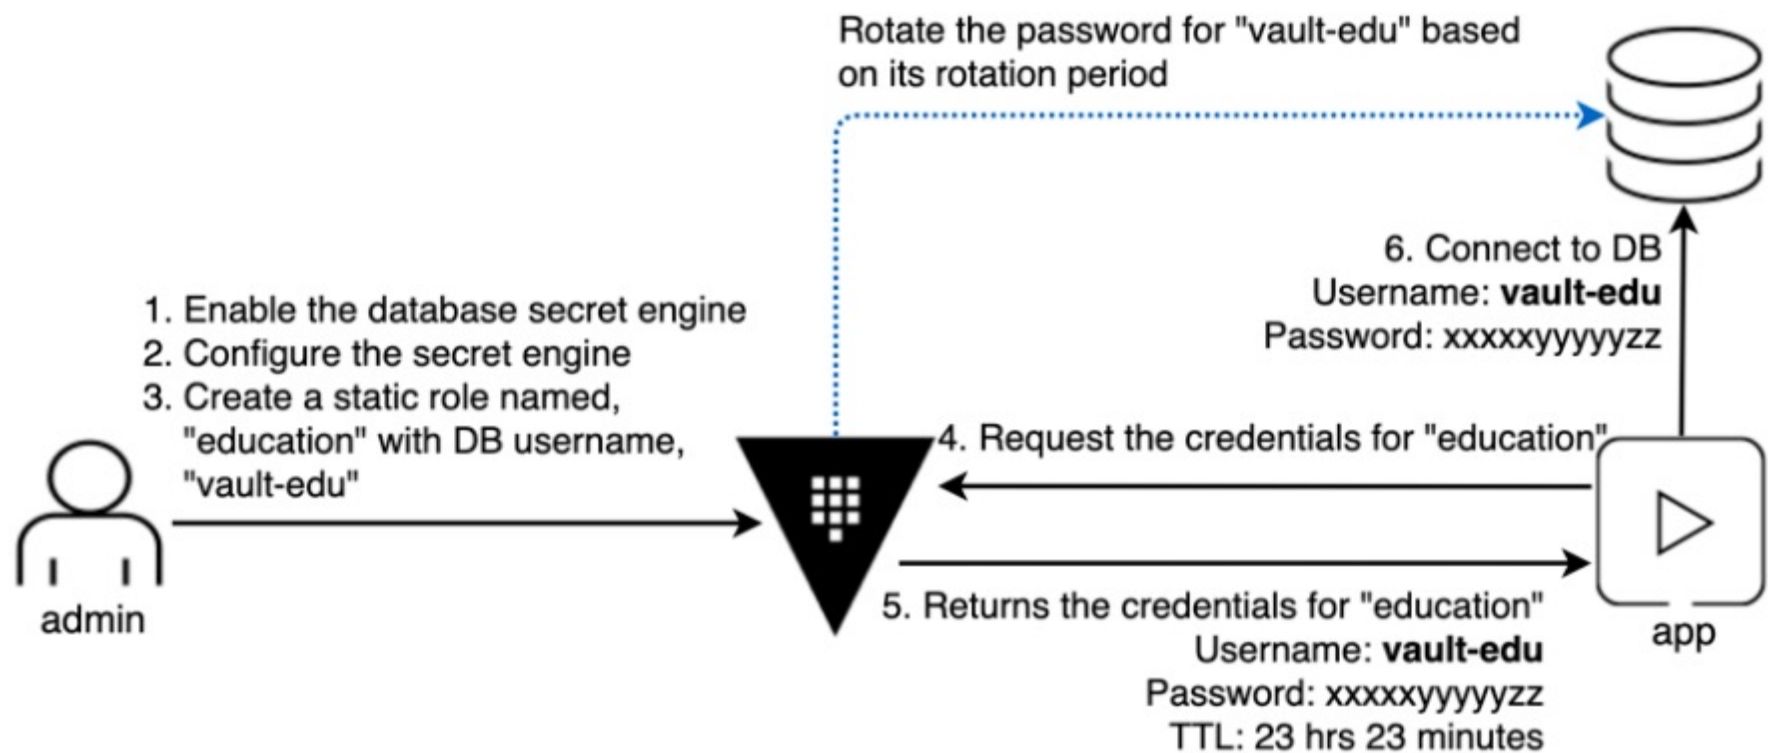 Rotate the password for "vault-edu" based
on its rotation period
6. Connect to DB
Username: vault-edu
Password: xxxxxyyyyyzz
1. Enable the database secret engine
2. Configure the secret engine
3. Create a static role named,
"education" with DB username,
"vault-edu"
admin
4. Request the credentials for "education"
5. Returns the credentials for "education"
Username: vault-edu
Password: xxxxxyyyyyzz
TTL: 23 hrs 23 minutes
app